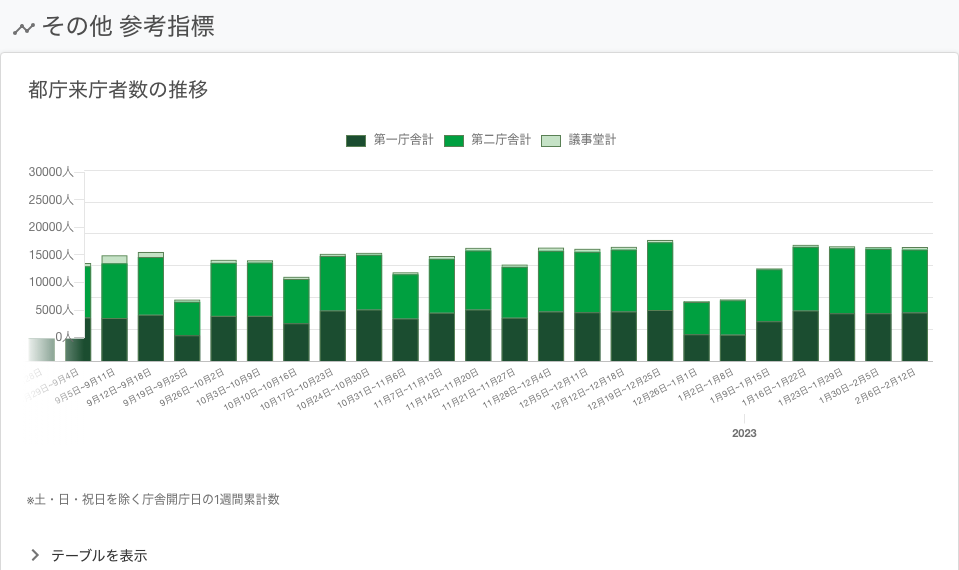 その他 参考指標
都庁来庁者数の推移
第一庁舎計 第二庁舎計 議事堂計
30000人
25000人
20000人
15000人
10000人
5000人
0人
9月5日~9月11日
9月12日~9月18日
9月19日~9月25日
9月26日~10月2日
10月3日~10月9日
10月10日~10月16日
10月17日~10月23日
10月24日~10月30日
10月31日~11月6日
11月7日~11月13日
11月14日~11月20日
11月21日~11月27日
11月28日~12月4日
12月5日~12月11日
12月12日~12月18日
12月19日~12月25日
12月26日~1月1日
1月2日~1月8日
1月9日~1月15日
1月16日~1月22日
1月23日~1月29日
1月30日~2月5日
2月6日~2月12日
2023
※土・日・祝日を除く庁舎開庁日の1週間累計数
テーブルを表示